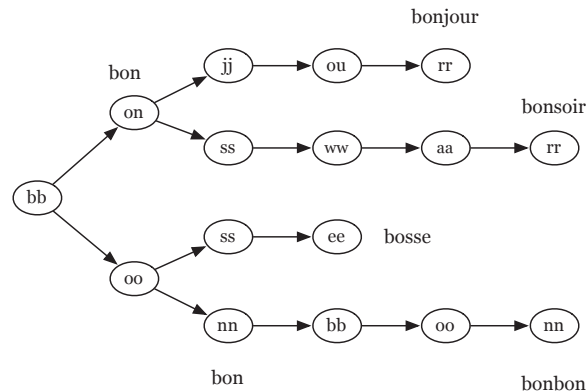 bonjour
bon
jj ou rr
on
bonsoir
ss ww aa rr
bb
ss ee bosse
oo
nn bb oo nn
bon
bonbon